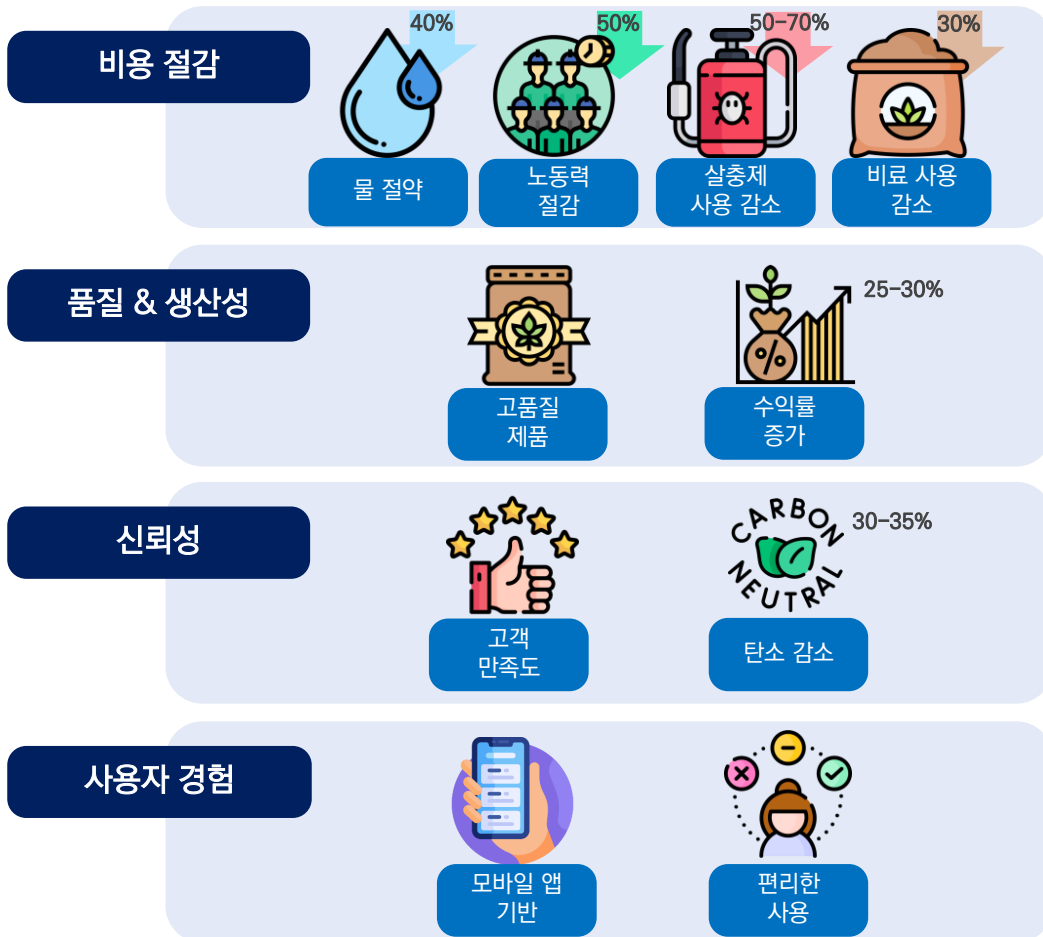 비용 절감
40%
50%
50-70%
30%
물 절약
노동력
절감
살충제
사용 감소
비료 사용
감소
품질 & 생산성
25-30%
고품질
제품
수익률
증가
신뢰성
CARBON
NEUTRAL
30-35%
고객
만족도
탄소 감소
사용자 경험
모바일 앱
기반
편리한
사용